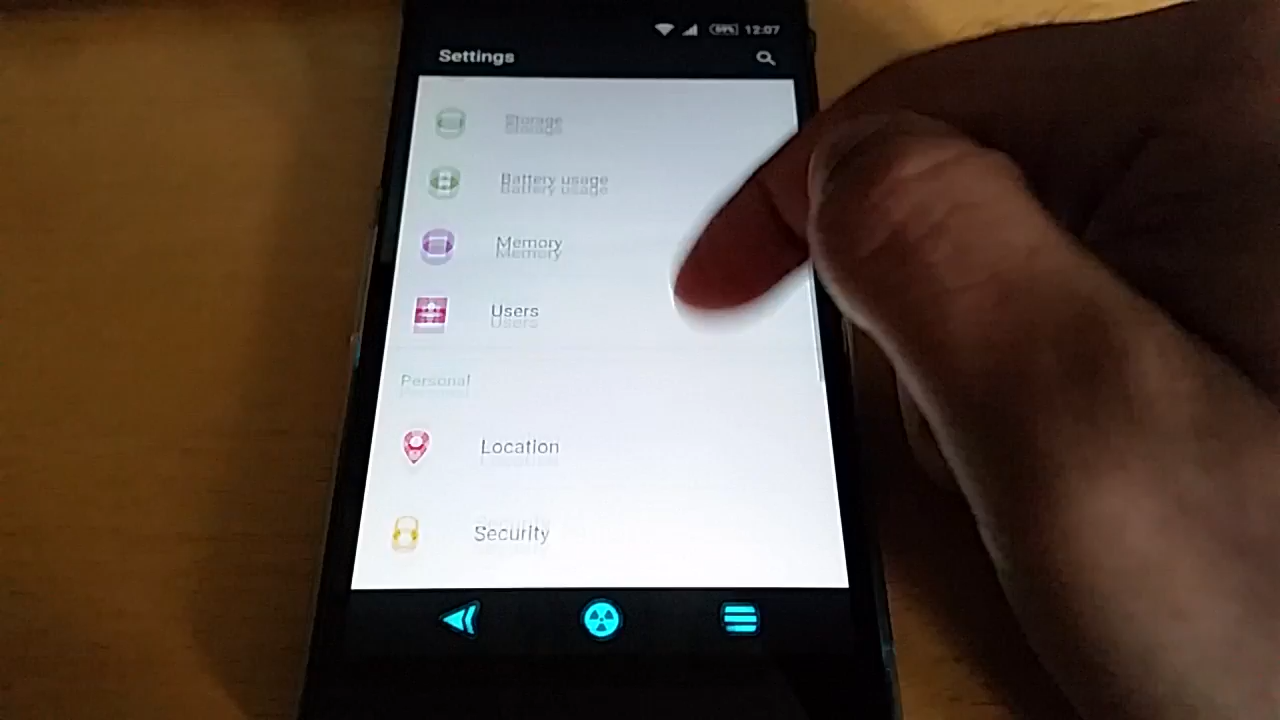 12:07
Settings
Storage
Battery usage
Memory
Users
Personal
Location
Security